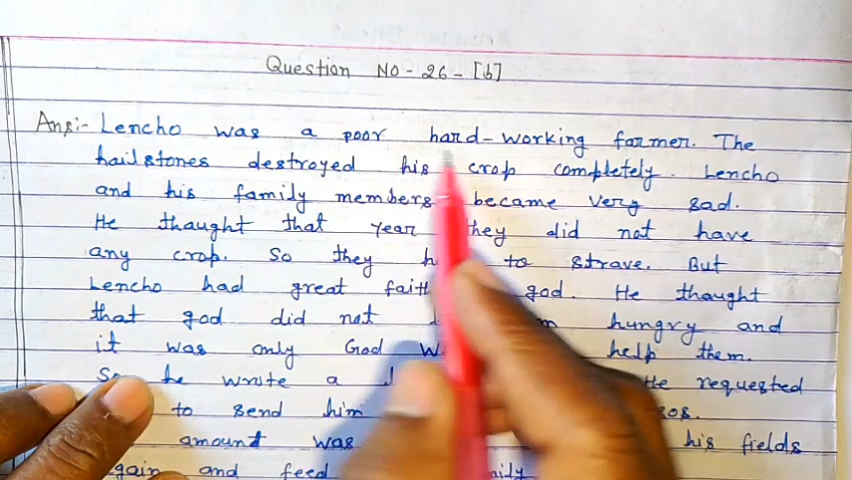 Question NO - 26 - [b]
Ans:- Lencho was a poor hard-working farmer. The
hailstones destroyed his crop completely. Lencho
and his family members became very sad.
He thought that year they did not have
any crop. So they to strave. But
Lencho had great god. He thought
that god did not hungry and
it was only God help them.
So he write a He requested
to send him
amount was his fields
and feed